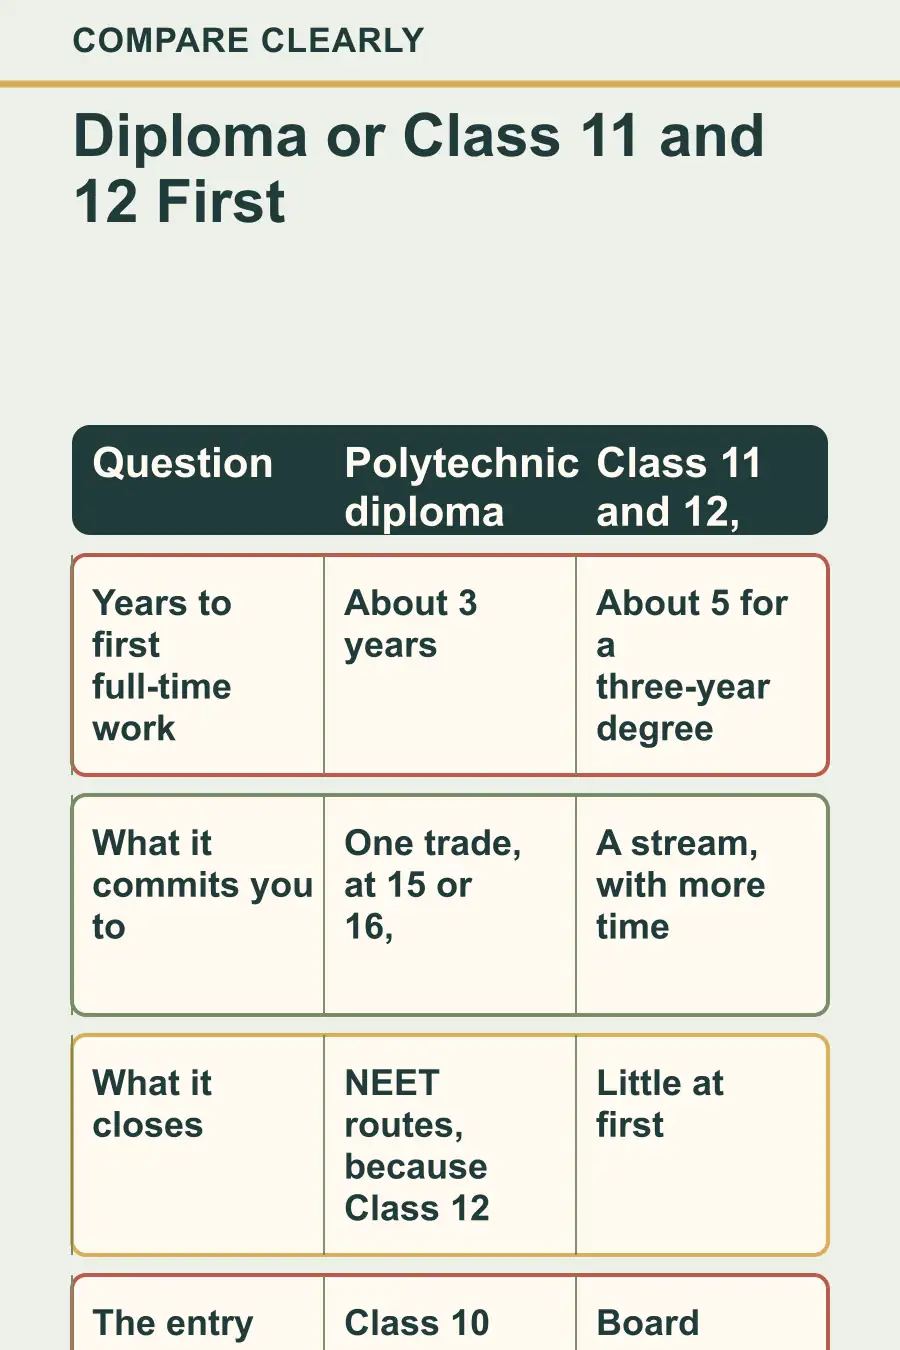 COMPARE CLEARLY
Diploma or Class 11 and
12 First
Question
Polytechnic
diploma
Class 11
and 12,
Years to
first
full-time
work
About 3
years
About 5 for
a
three-year
degree
What it
commits you
to
One trade,
at 15 or
16,
A stream,
with more
time
What it
closes
NEET
routes,
because
Class 12
Little at
first
The entry
Class 10
Board